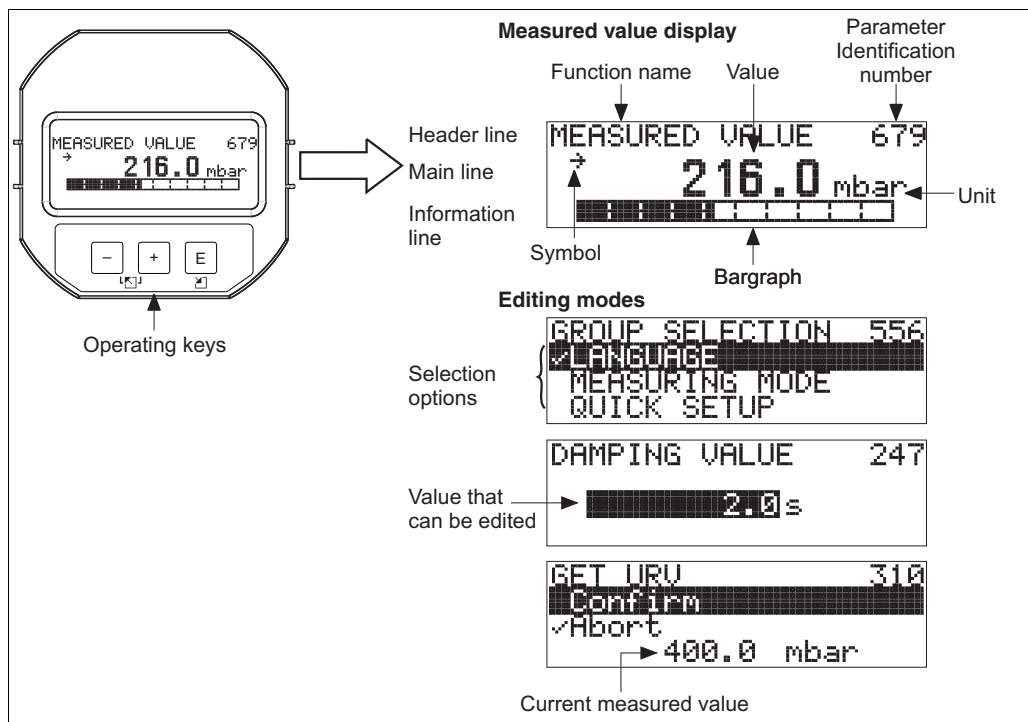 MEASURED VALUE 679
216.0 mbar
– + E
Operating keys
Header line
Main line
Information
line
Measured value display
Function name
Value
Parameter
Identification
number
MEASURED VALUE 679
216.0 mbar
Unit
Symbol
Bargraph
Editing modes
Selection
options
GROUP SELECTION 556
✓LANGUAGE
MEASURING MODE
QUICK SETUP
DAMPING VALUE 247
Value that
can be edited
2.0 s
GET URV 310
Confirm
✓Abort
400.0 mbar
Current measured value